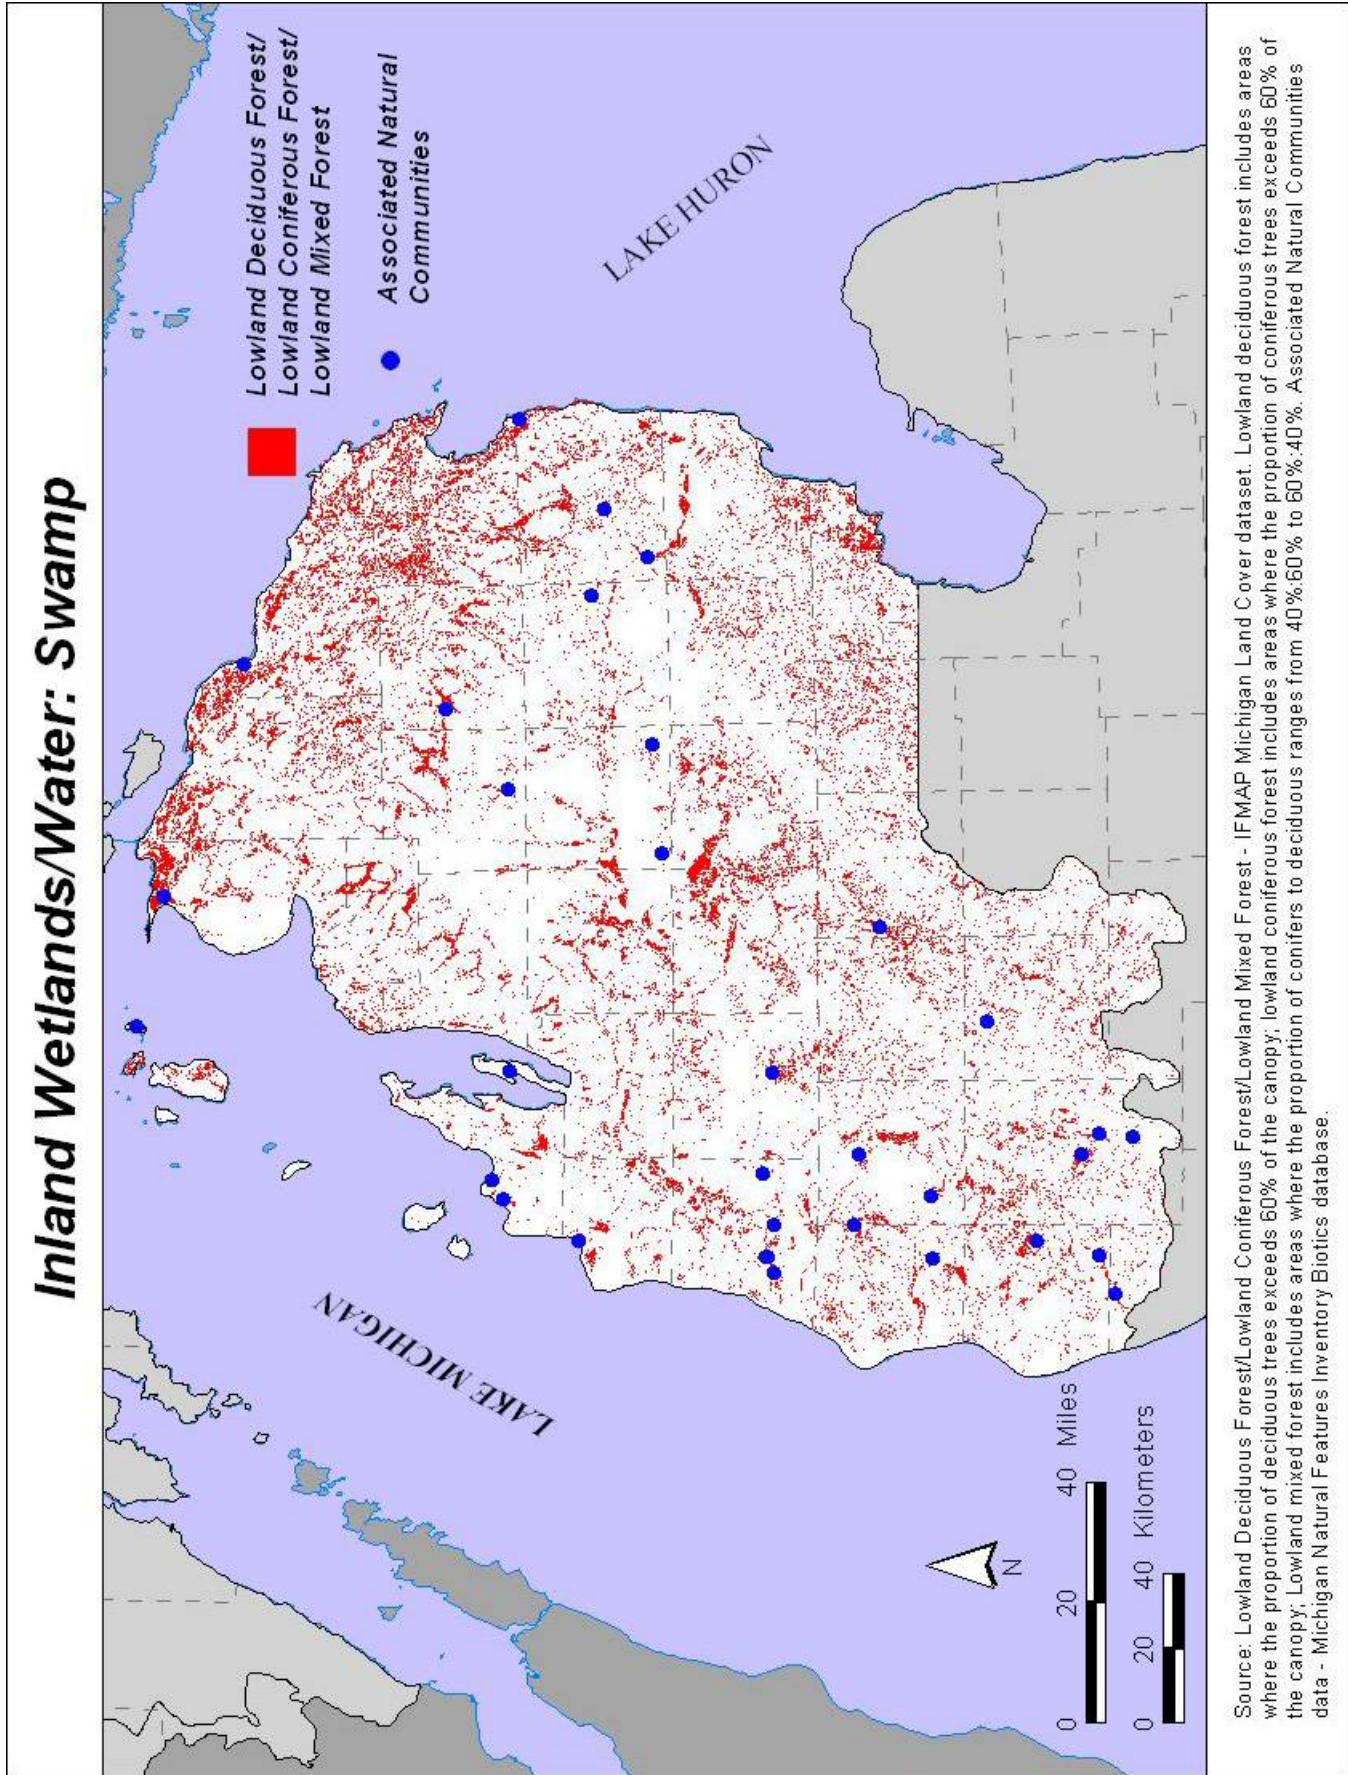 Inland Wetlands/Water: Swamp
Lowland Deciduous Forest/
Lowland Coniferous Forest/
Lowland Mixed Forest
Associated Natural
Communities
LAKE HURON
LAKE MICHIGAN
N
0 20 40 Miles
0 20 40 Kilometers
Source: Lowland Deciduous Forest/Lowland Coniferous Forest/Lowland Mixed Forest - IFMAP Michigan Land Cover dataset. Lowland deciduous forest includes areas
where the proportion of deciduous trees exceeds 60% of the canopy; lowland coniferous forest includes areas where the proportion of coniferous trees exceeds 60% of
the canopy; Lowland mixed forest includes areas where the proportion of conifers to deciduous ranges from 40%:60% to 60%:40%. Associated Natural Communities
data - Michigan Natural Features Inventory Biotics database.